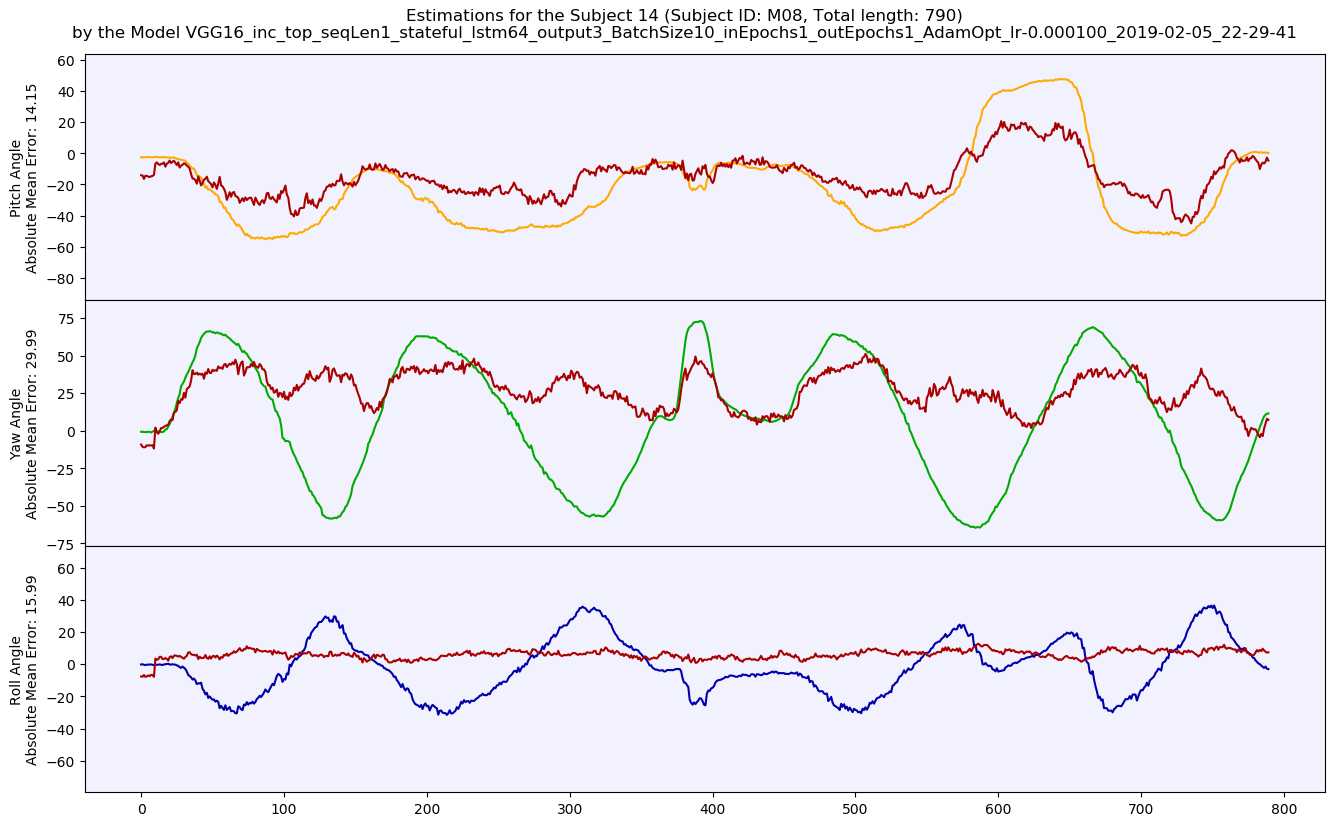 Estimations for the Subject 14 (Subject ID: M08, Total length: 790)
by the Model VGG16_inc_top_seqLen1_stateful_lstm64_output3_BatchSize10_inEpochs1_outEpochs1_AdamOpt_lr-0.000100_2019-02-05_22-29-41
Pitch Angle
Absolute Mean Error: 14.15
60
40
20
0
−20
−40
−60
−80
Yaw Angle
Absolute Mean Error: 29.99
75
50
25
0
−25
−50
−75
Roll Angle
Absolute Mean Error: 15.99
60
40
20
0
−20
−40
−60
0 100 200 300 400 500 600 700 800